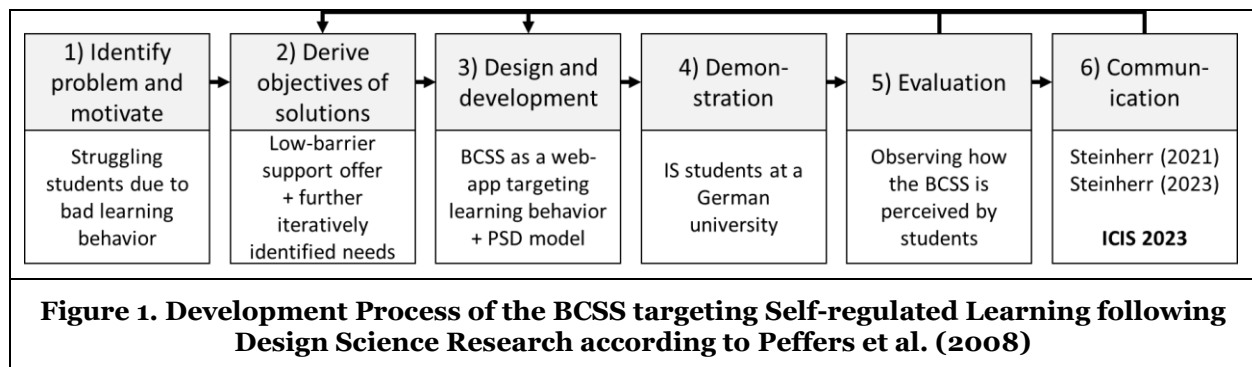 1) Identify
problem and
motivate
Struggling
students due to
bad learning
behavior
2) Derive
objectives of
solutions
Low-barrier
support offer
+ further
iteratively
identified needs
3) Design and
development
BCSS as a web-
app targeting
learning behavior
+ PSD model
4) Demon-
stration
IS students at a
German
university
5) Evaluation
Observing how
the BCSS is
perceived by
students
6) Commun-
ication
Steinherr (2021)
Steinherr (2023)
ICIS 2023
Figure 1. Development Process of the BCSS targeting Self-regulated Learning following
Design Science Research according to Peffers et al. (2008)